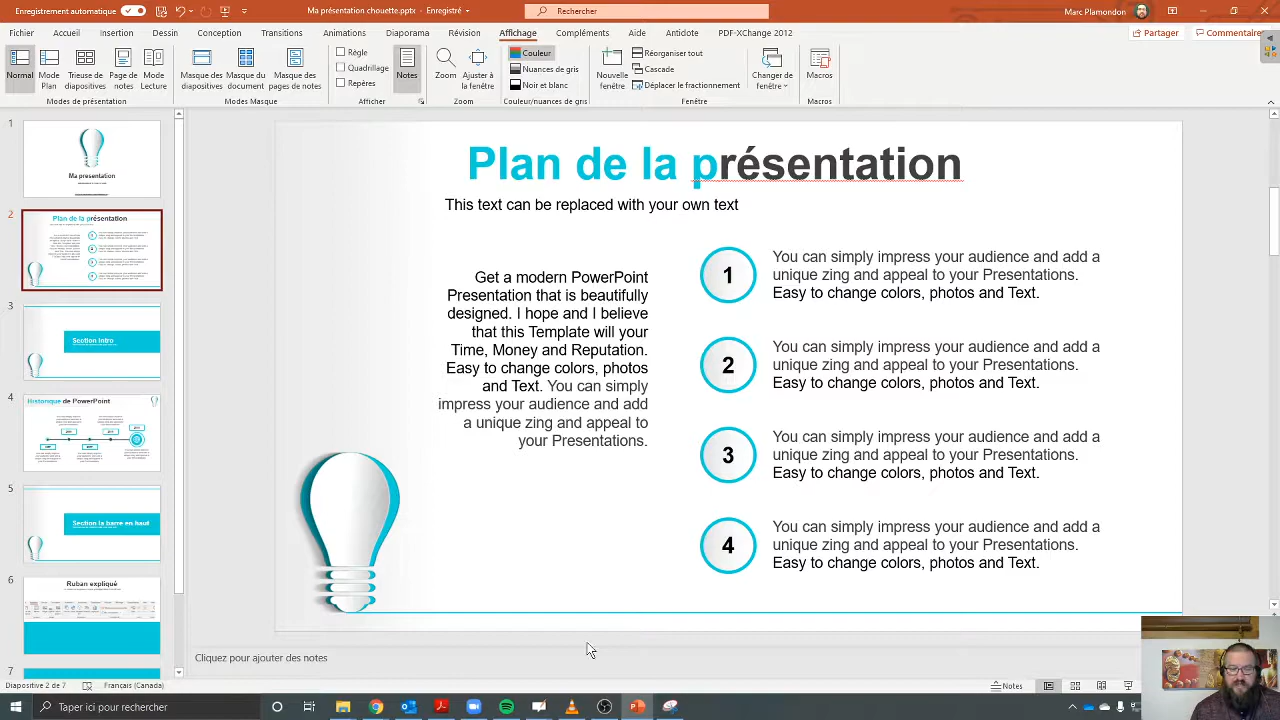 Enregistrement automatique
Ma présentation chouette.pptx - Enregistré
Rechercher
Marc Plamondon
Fichier Accueil Insertion Dessin Conception Transitions Animations Diaporama Révision Affichage Compléments Aide Antidote PDF-XChange 2012
Partager
Commentaires
Normal
Mode Plan
Trieuse de diapositives
Page de notes
Mode Lecture
Modes de présentation
Masque des diapositives
Masque du document
Masque des pages de notes
Modes Masque
Règle
Quadrillage
Repères
Notes
Afficher
Zoom
Ajuster à la fenêtre
Zoom
Couleur
Nuances de gris
Noir et blanc
Couleur/nuances de gris
Nouvelle fenêtre
Réorganiser tout
Cascade
Déplacer le fractionnement
Changer de fenêtre
Fenêtre
Macros
Macros
1
Ma presentation
2
Plan de la présentation
3
Section Intro
4
Historique de PowerPoint
5
Section la barre en haut
6
Ruban expliqué
7
Plan de la présentation
This text can be replaced with your own text
Get a modern PowerPoint
Presentation that is beautifully
designed. I hope and I believe
that this Template will your
Time, Money and Reputation.
Easy to change colors, photos
and Text. You can simply
impress your audience and add
a unique zing and appeal to
your Presentations.
1
You can simply impress your audience and add a
unique zing and appeal to your Presentations.
Easy to change colors, photos and Text.
2
You can simply impress your audience and add a
unique zing and appeal to your Presentations.
Easy to change colors, photos and Text.
3
You can simply impress your audience and add a
unique zing and appeal to your Presentations.
Easy to change colors, photos and Text.
4
You can simply impress your audience and add a
unique zing and appeal to your Presentations.
Easy to change colors, photos and Text.
Cliquez pour ajouter des notes
Diapositive 2 de 7 Français (Canada)
Notes
Taper ici pour rechercher